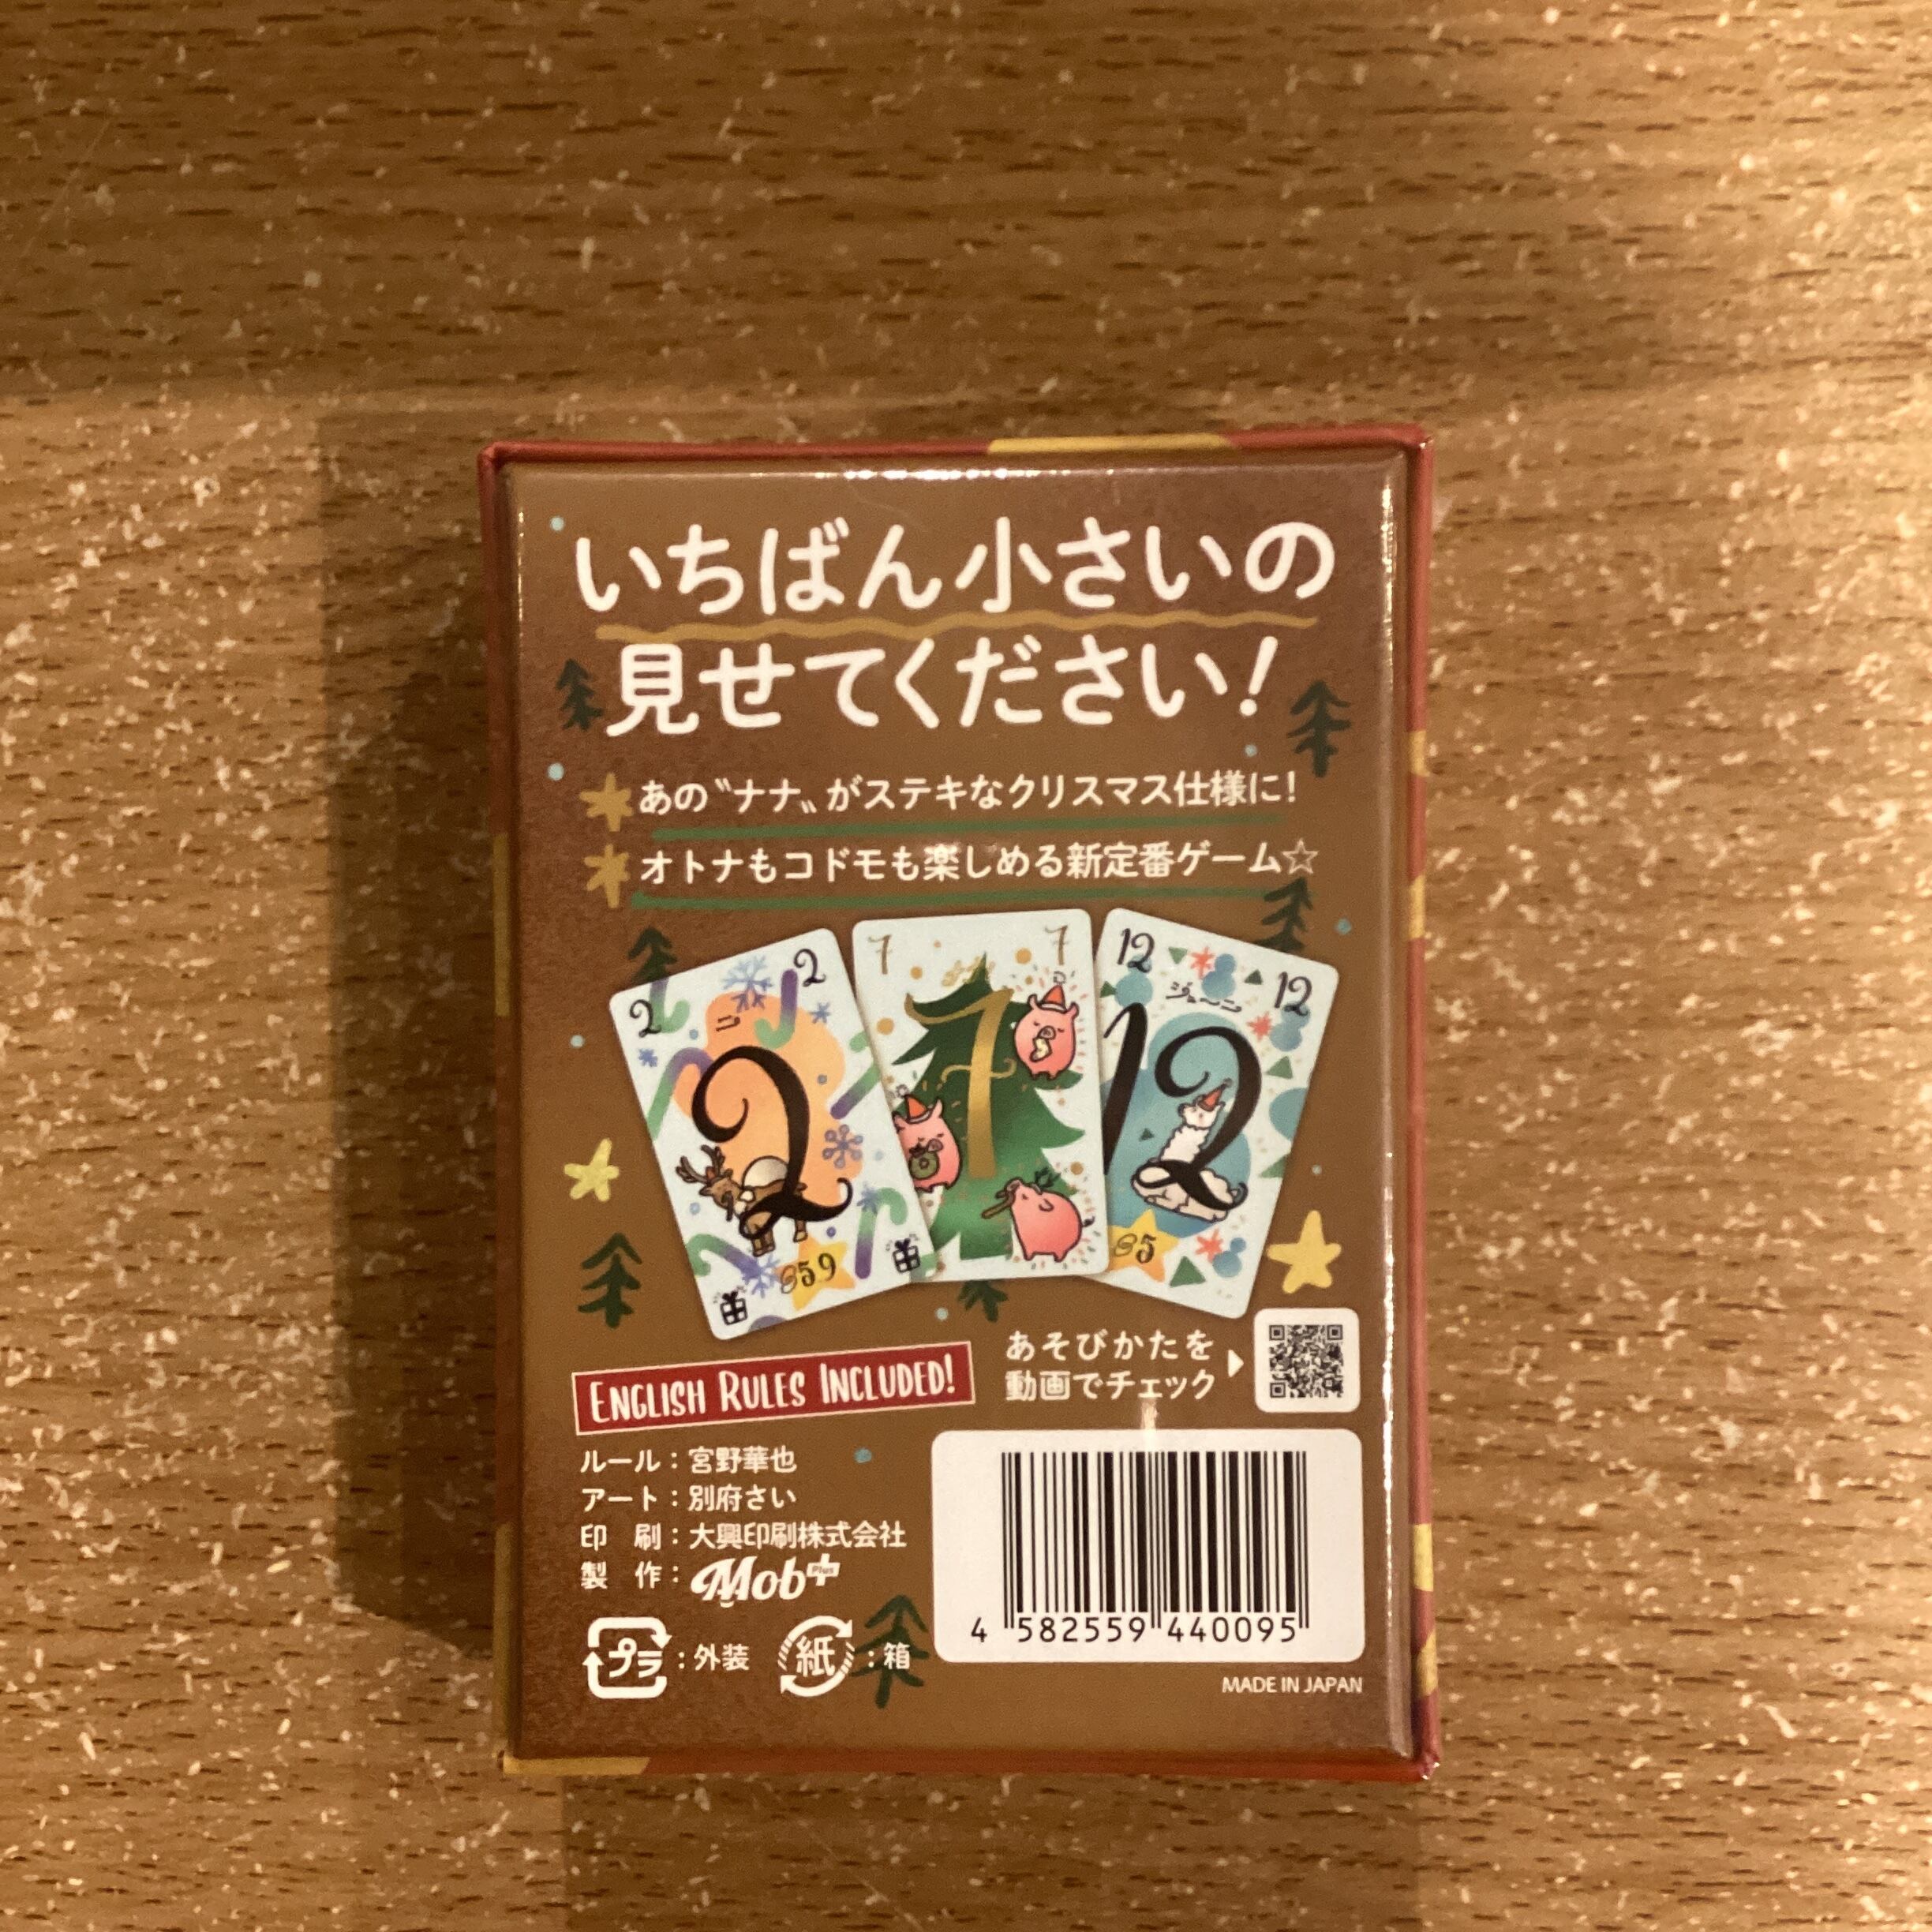 いちばん小さいの
見せてください!
あの〝ナナ〟がステキなクリスマス仕様に!
オトナもコドモも楽しめる新定番ゲーム☆
2 2
ニ
2
59
7 7
7
12 12
ジューニ
12
5
ENGLISH RULES INCLUDED!
あそびかたを
動画でチェック
ルール:宮野華也
アート:別府さい
印 刷:大興印刷株式会社
製 作:Mob+ Plus
プラ:外装 紙:箱
4 582559 440095
MADE IN JAPAN